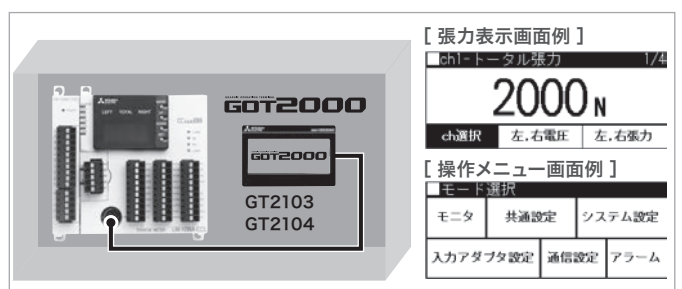 [ 張力表示画面例 ]
■ch1-トータル張力 1/4
2000 N
ch選択 左.右電圧 左.右張力
[ 操作メニュー画面例 ]
■モード選択
モニタ 共通設定 システム設定
入力アダプタ設定 通信設定 アラーム
GOT2000
GOT2000
GT2103
GT2104
LEFT TOTAL RIGHT